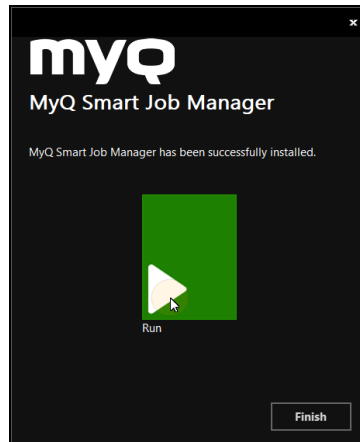 myQ
MyQ Smart Job Manager
MyQ Smart Job Manager has been successfully installed.
Run
Finish